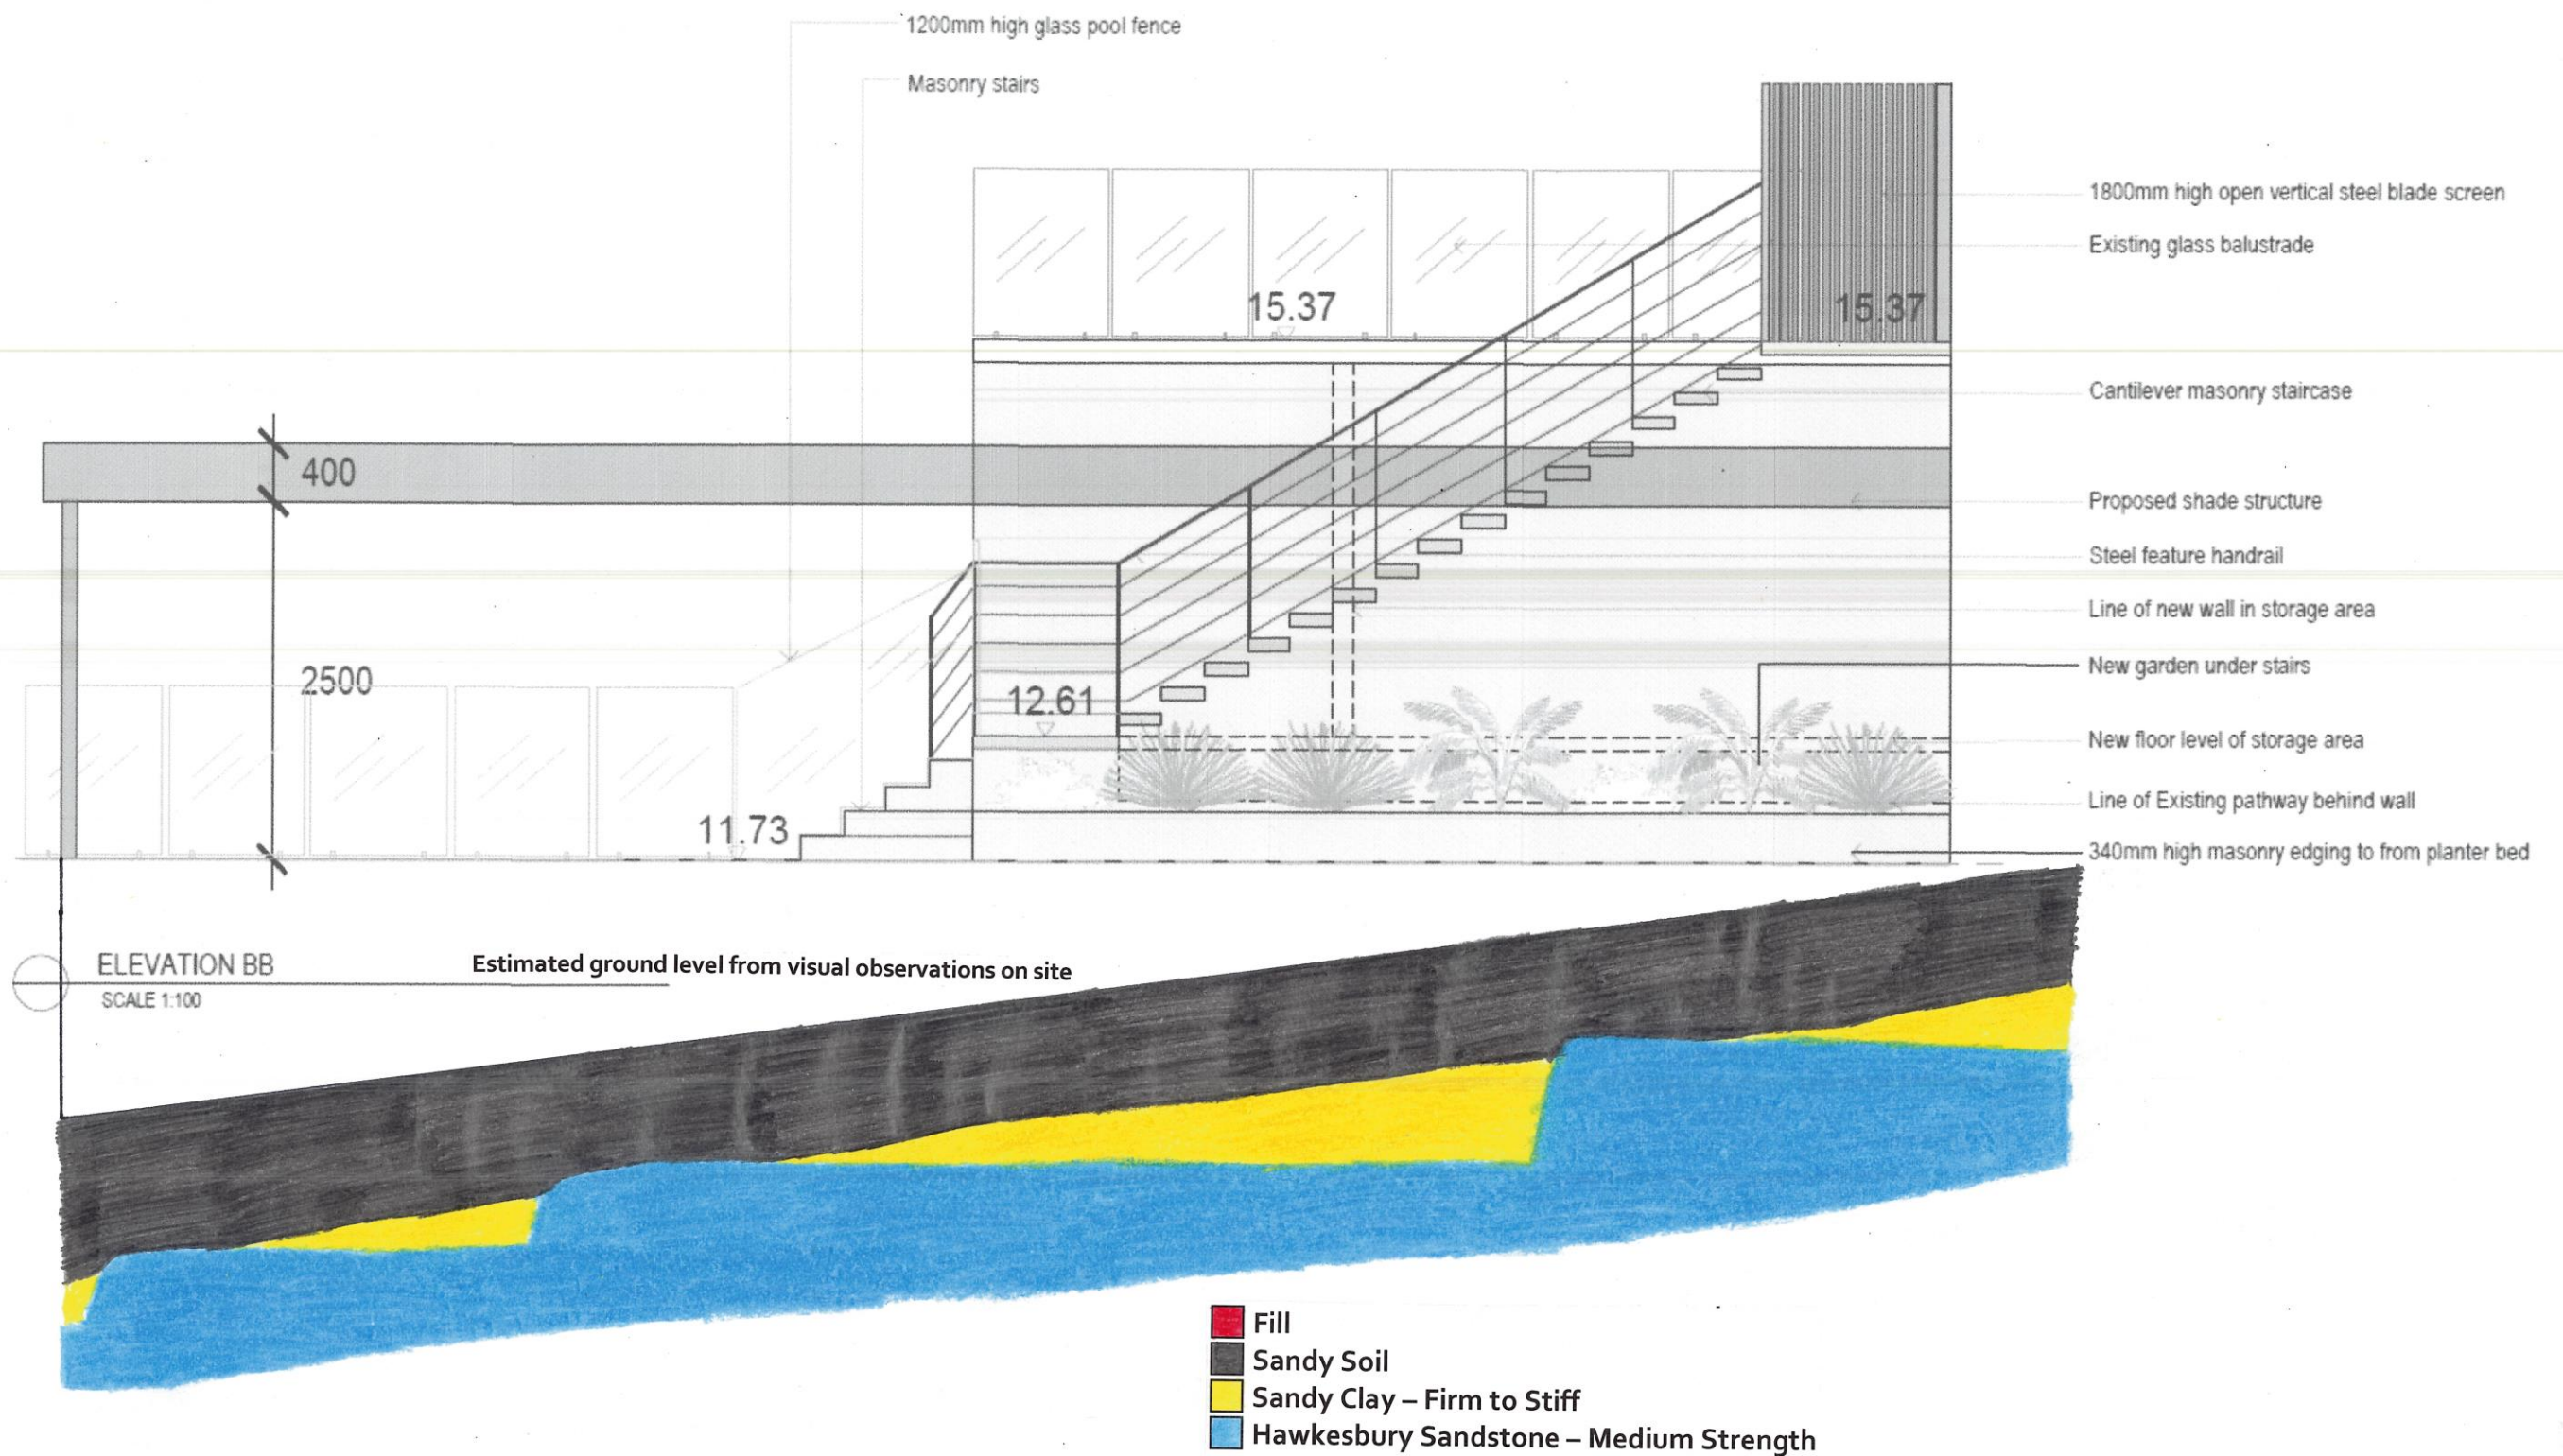 1200mm high glass pool fence
Masonry stairs
1800mm high open vertical steel blade screen
Existing glass balustrade
15.37
15.37
Cantilever masonry staircase
400
Proposed shade structure
Steel feature handrail
Line of new wall in storage area
2500
New garden under stairs
12.61
New floor level of storage area
Line of Existing pathway behind wall
11.73
340mm high masonry edging to from planter bed
ELEVATION BB
Estimated ground level from visual observations on site
SCALE 1:100
Fill
Sandy Soil
Sandy Clay – Firm to Stiff
Hawkesbury Sandstone – Medium Strength